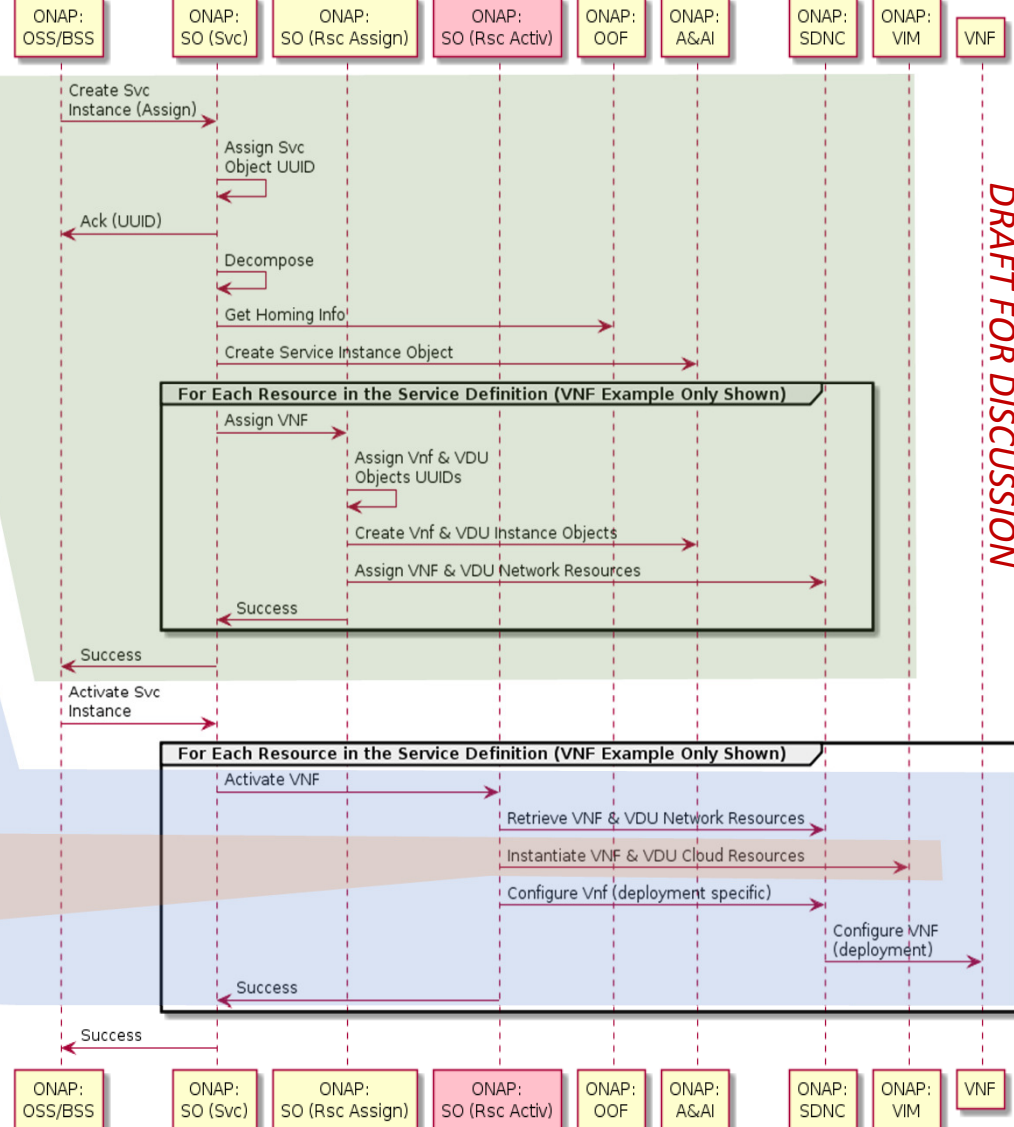 ONAP:
OSS/BSS
ONAP:
SO (Svc)
ONAP:
SO (Rsc Assign)
ONAP:
SO (Rsc Activ)
ONAP:
OOF
ONAP:
A&AI
ONAP:
SDNC
ONAP:
VIM
VNF
Create Svc
Instance (Assign)
Assign Svc
Object UUID
Ack (UUID)
Decompose
Get Homing Info
Create Service Instance Object
For Each Resource in the Service Definition (VNF Example Only Shown)
Assign VNF
Assign Vnf & VDU
Objects UUIDs
Create Vnf & VDU Instance Objects
Assign VNF & VDU Network Resources
Success
Success
Activate Svc
Instance
For Each Resource in the Service Definition (VNF Example Only Shown)
Activate VNF
Retrieve VNF & VDU Network Resources
Instantiate VNF & VDU Cloud Resources
Configure Vnf (deployment specific)
Configure VNF
(deployment)
Success
Success
ONAP:
OSS/BSS
ONAP:
SO (Svc)
ONAP:
SO (Rsc Assign)
ONAP:
SO (Rsc Activ)
ONAP:
OOF
ONAP:
A&AI
ONAP:
SDNC
ONAP:
VIM
VNF
DRAFT FOR DISCUSSION